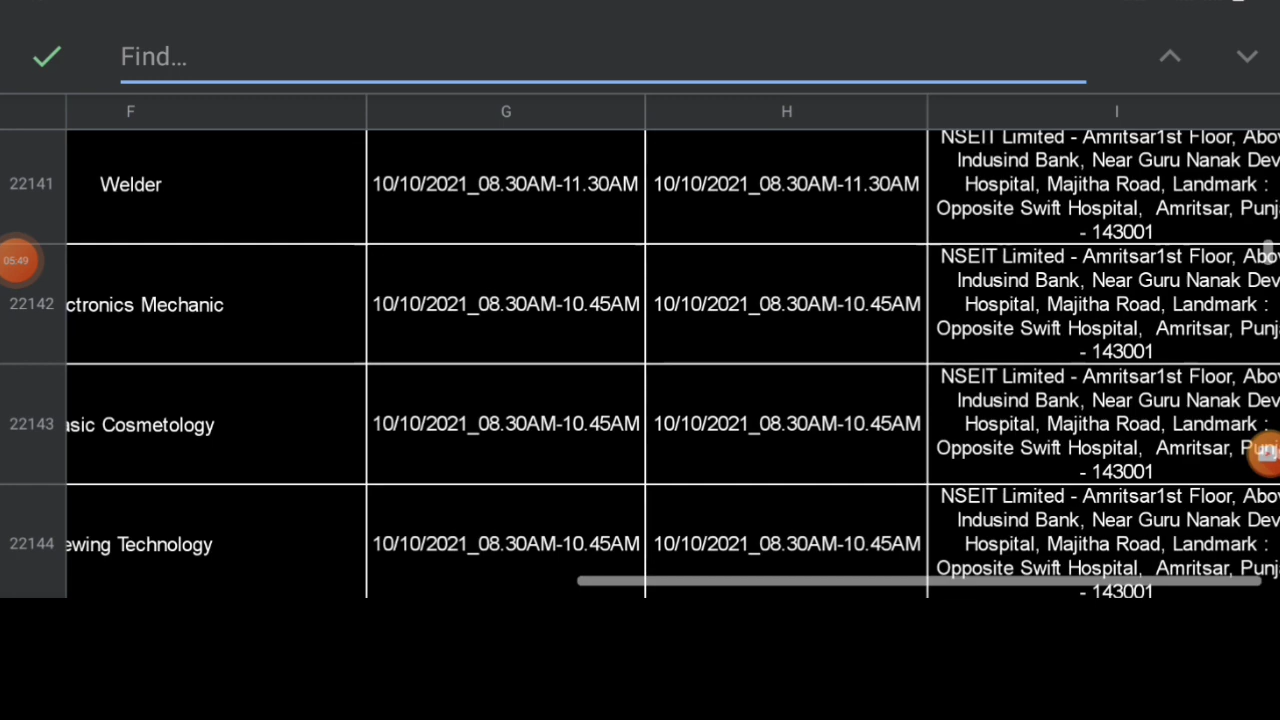 Find...
F G H I
22141 Welder 10/10/2021_08.30AM-11.30AM 10/10/2021_08.30AM-11.30AM
NSEIT Limited - Amritsar1st Floor, Abov
Indusind Bank, Near Guru Nanak Dev
Hospital, Majitha Road, Landmark :
Opposite Swift Hospital, Amritsar, Punj
- 143001
05:49
22142 ctronics Mechanic 10/10/2021_08.30AM-10.45AM 10/10/2021_08.30AM-10.45AM
NSEIT Limited - Amritsar1st Floor, Abov
Indusind Bank, Near Guru Nanak Dev
Hospital, Majitha Road, Landmark :
Opposite Swift Hospital, Amritsar, Punj
- 143001
22143 asic Cosmetology 10/10/2021_08.30AM-10.45AM 10/10/2021_08.30AM-10.45AM
NSEIT Limited - Amritsar1st Floor, Abov
Indusind Bank, Near Guru Nanak Dev
Hospital, Majitha Road, Landmark :
Opposite Swift Hospital, Amritsar, Punj
- 143001
22144 ewing Technology 10/10/2021_08.30AM-10.45AM 10/10/2021_08.30AM-10.45AM
NSEIT Limited - Amritsar1st Floor, Abov
Indusind Bank, Near Guru Nanak Dev
Hospital, Majitha Road, Landmark :
Opposite Swift Hospital, Amritsar, Punj
- 143001